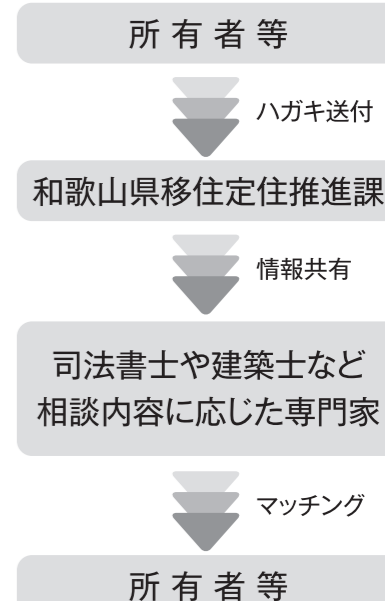 所有者等
ハガキ送付
和歌山県移住定住推進課
情報共有
司法書士や建築士など
相談内容に応じた専門家
マッチング
所有者等